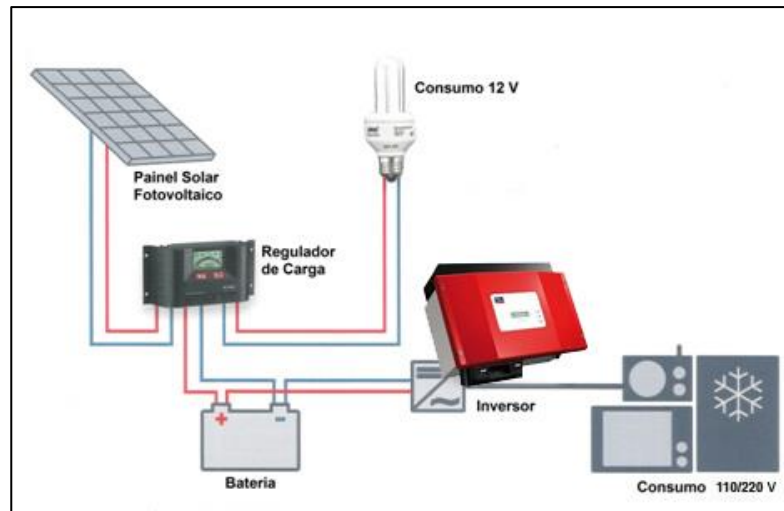 Consumo 12 V
Painel Solar
Fotovoltaico
Regulador
de Carga
Inversor
+
-
Bateria
Consumo 110/220 V